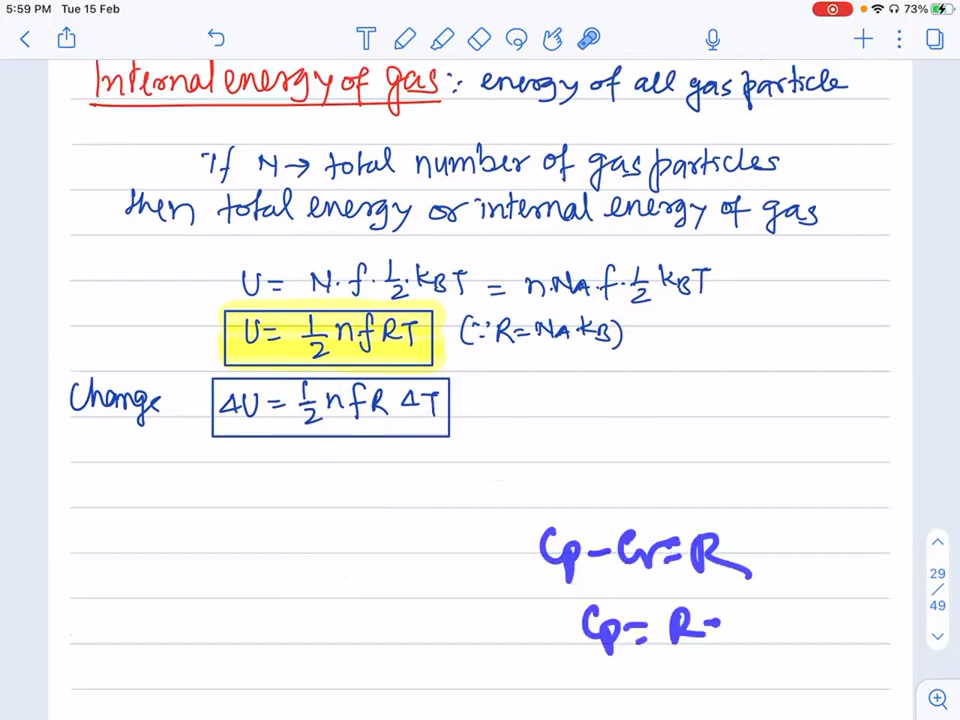 5:59 PM Tue 15 Feb 73%
Internal energy of gas : energy of all gas particle
If N → total number of gas particles
then total energy or internal energy of gas
U = N. f. 1/2. kBT = n.NA.f. 1/2 kBT
U = 1/2 n f RT (∵ R = NA.kB)
Change ΔU = 1/2 n f R ΔT
Cp - Cv = R
Cp = R -
29
/
49